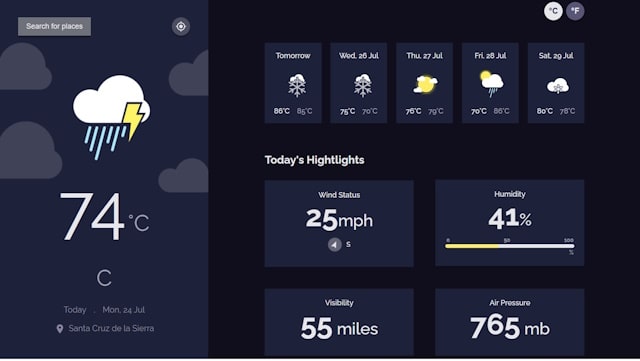 Search for places
°C °F
74°C
C
Today . Mon, 24 Jul
Santa Cruz de la Sierra
Tomorrow
86°C 85°C
Wed, 26 Jul
75°C 70°C
Thu, 27 Jul
76°C 79°C
Fri, 28 Jul
70°C 86°C
Sat, 29 Jul
80°C 78°C
Today's Hightlights
Wind Status
25mph
S
Humidity
41%
0 50 100
%
Visibility
55 miles
Air Pressure
765 mb